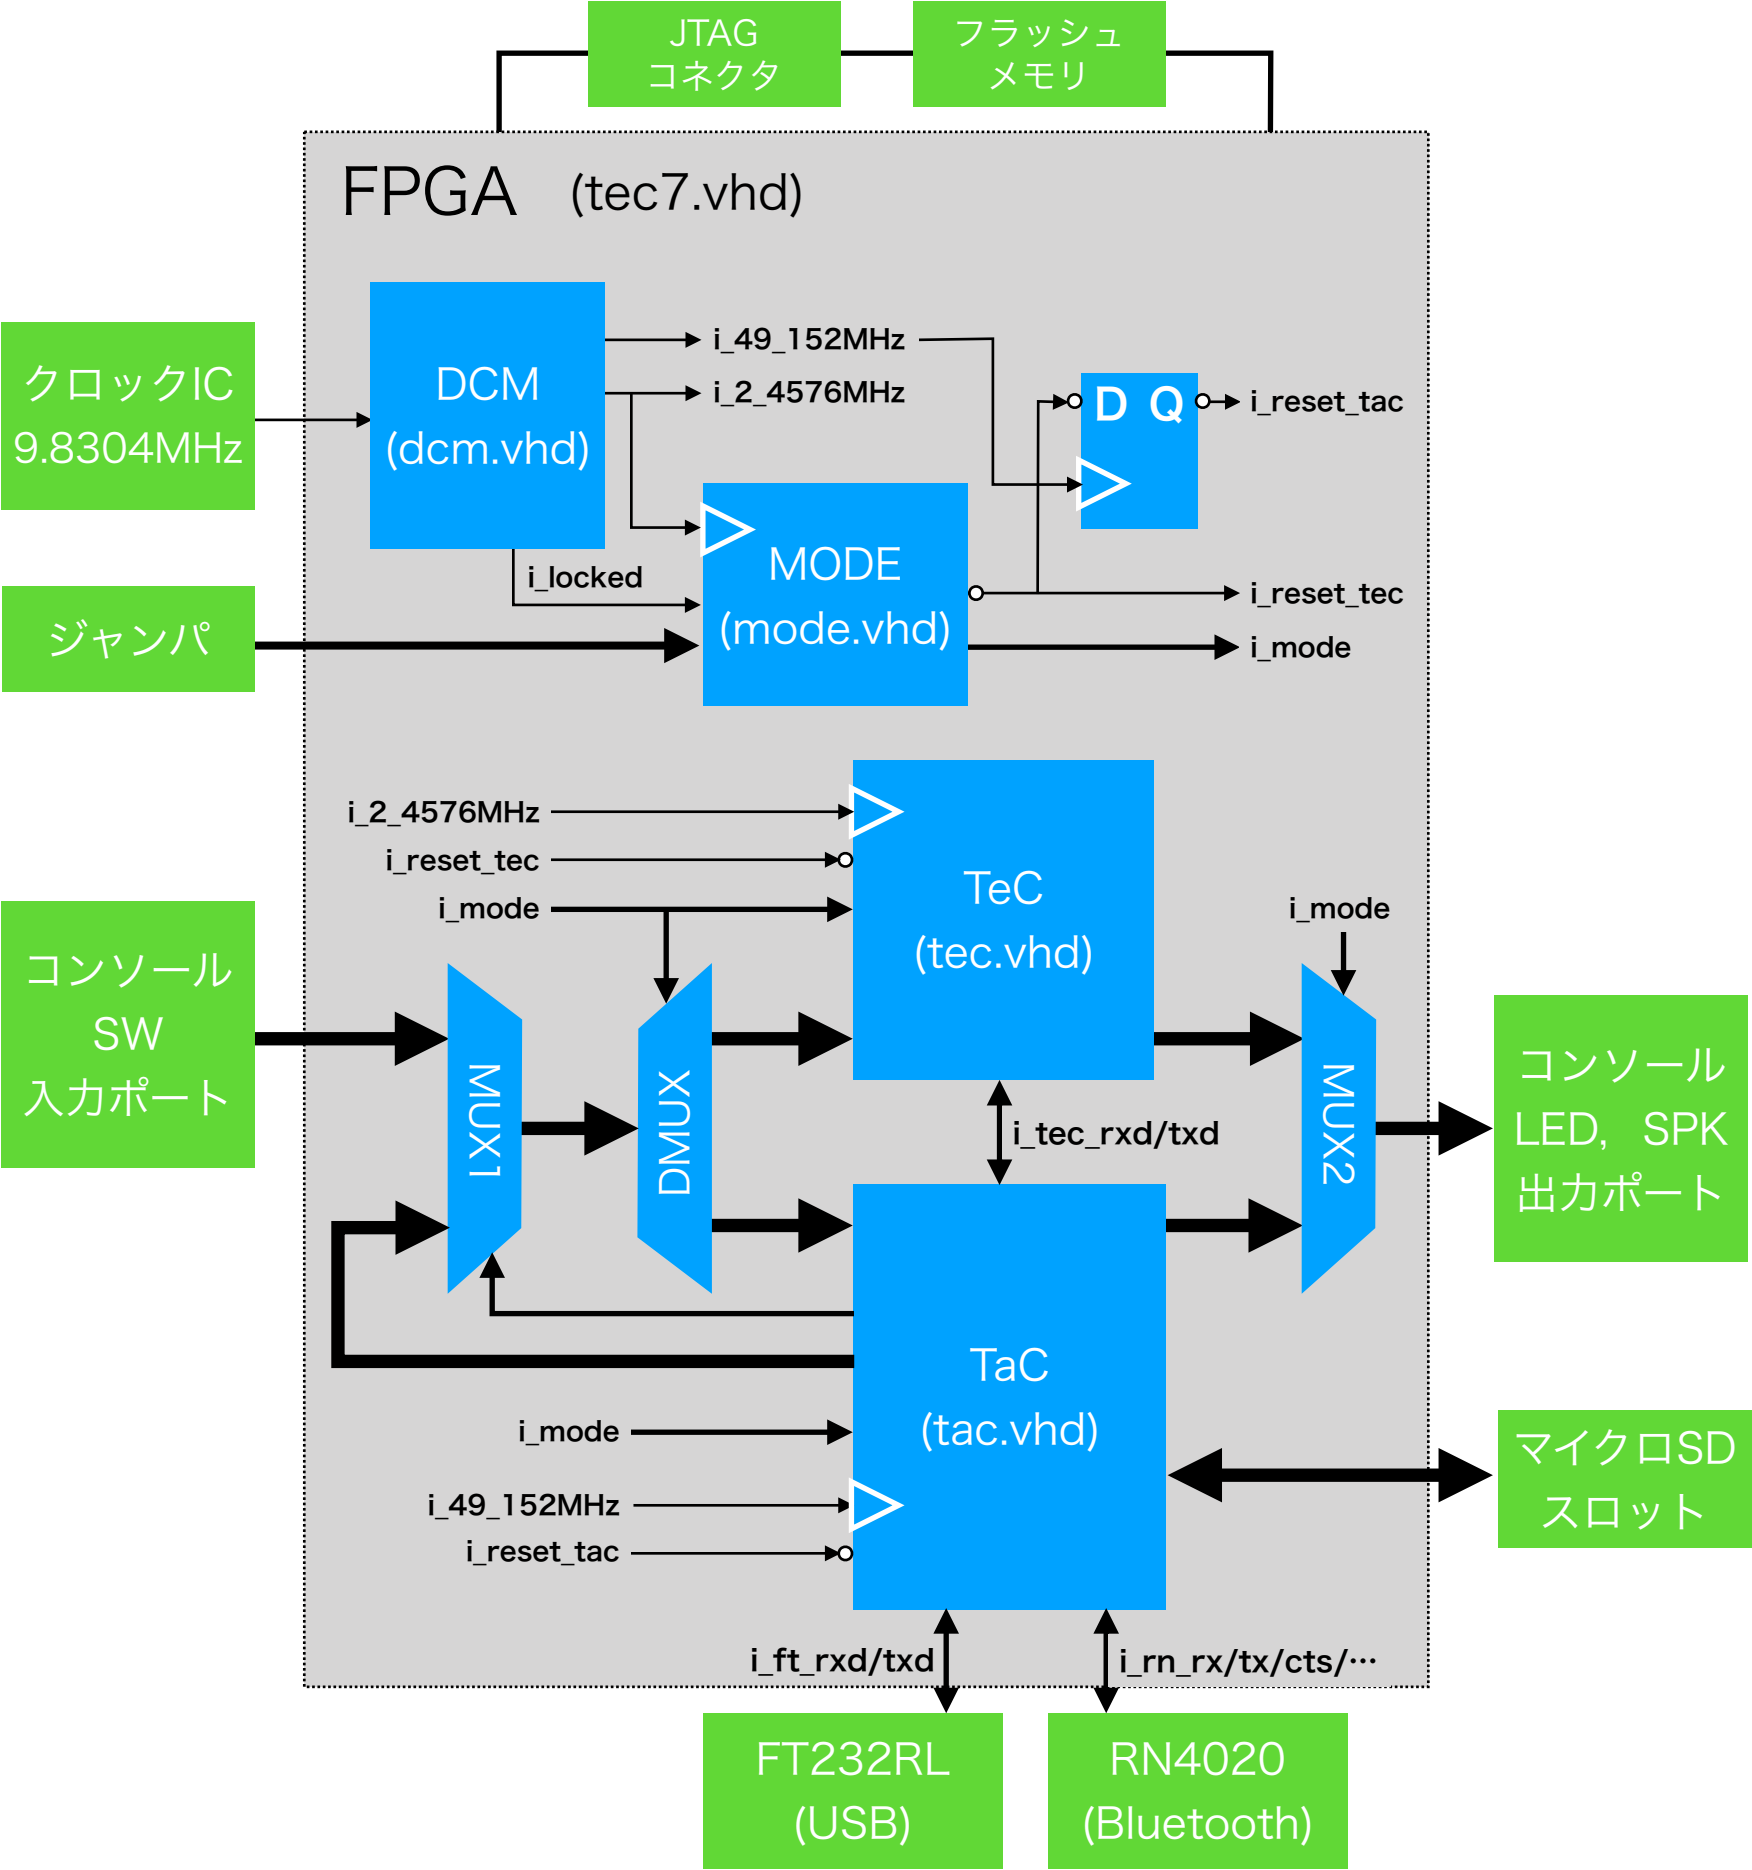 JTAG
コネクタ
フラッシュ
メモリ
FPGA (tec7.vhd)
クロックIC
9.8304MHz
DCM
(dcm.vhd)
i_49_152MHz
i_2_4576MHz
D Q
i_reset_tac
i_locked
MODE
(mode.vhd)
i_reset_tec
i_mode
ジャンパ
i_2_4576MHz
i_reset_tec
i_mode
TeC
(tec.vhd)
i_mode
コンソール
SW
入力ポート
MUX1
DMUX
MUX2
i_tec_rxd/txd
コンソール
LED, SPK
出力ポート
TaC
(tac.vhd)
i_mode
i_49_152MHz
i_reset_tac
マイクロSD
スロット
i_ft_rxd/txd
i_rn_rx/tx/cts/…
FT232RL
(USB)
RN4020
(Bluetooth)